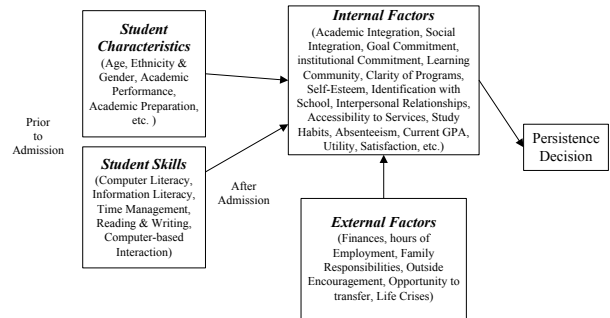 Student
Characteristics
(Age, Ethnicity &
Gender, Academic
Performance,
Academic Preparation,
etc. )
Prior
to
Admission
Student Skills
(Computer Literacy,
Information Literacy,
Time Management,
Reading & Writing,
Computer-based
Interaction)
After
Admission
Internal Factors
(Academic Integration, Social
Integration, Goal Commitment,
institutional Commitment, Learning
Community, Clarity of Programs,
Self-Esteem, Identification with
School, Interpersonal Relationships,
Accessibility to Services, Study
Habits, Absenteeism, Current GPA,
Utility, Satisfaction, etc.)
External Factors
(Finances, hours of
Employment, Family
Responsibilities, Outside
Encouragement, Opportunity to
transfer, Life Crises)
Persistence
Decision